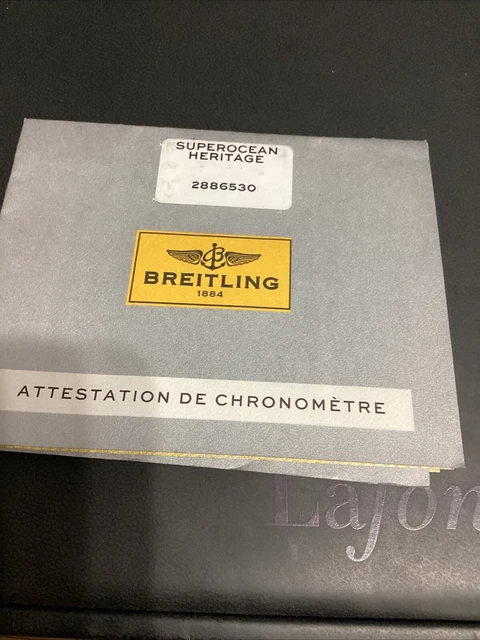 SUPEROCEAN
HERITAGE
2886530
BREITLING
1884
ATTESTATION DE CHRONOMÈTRE